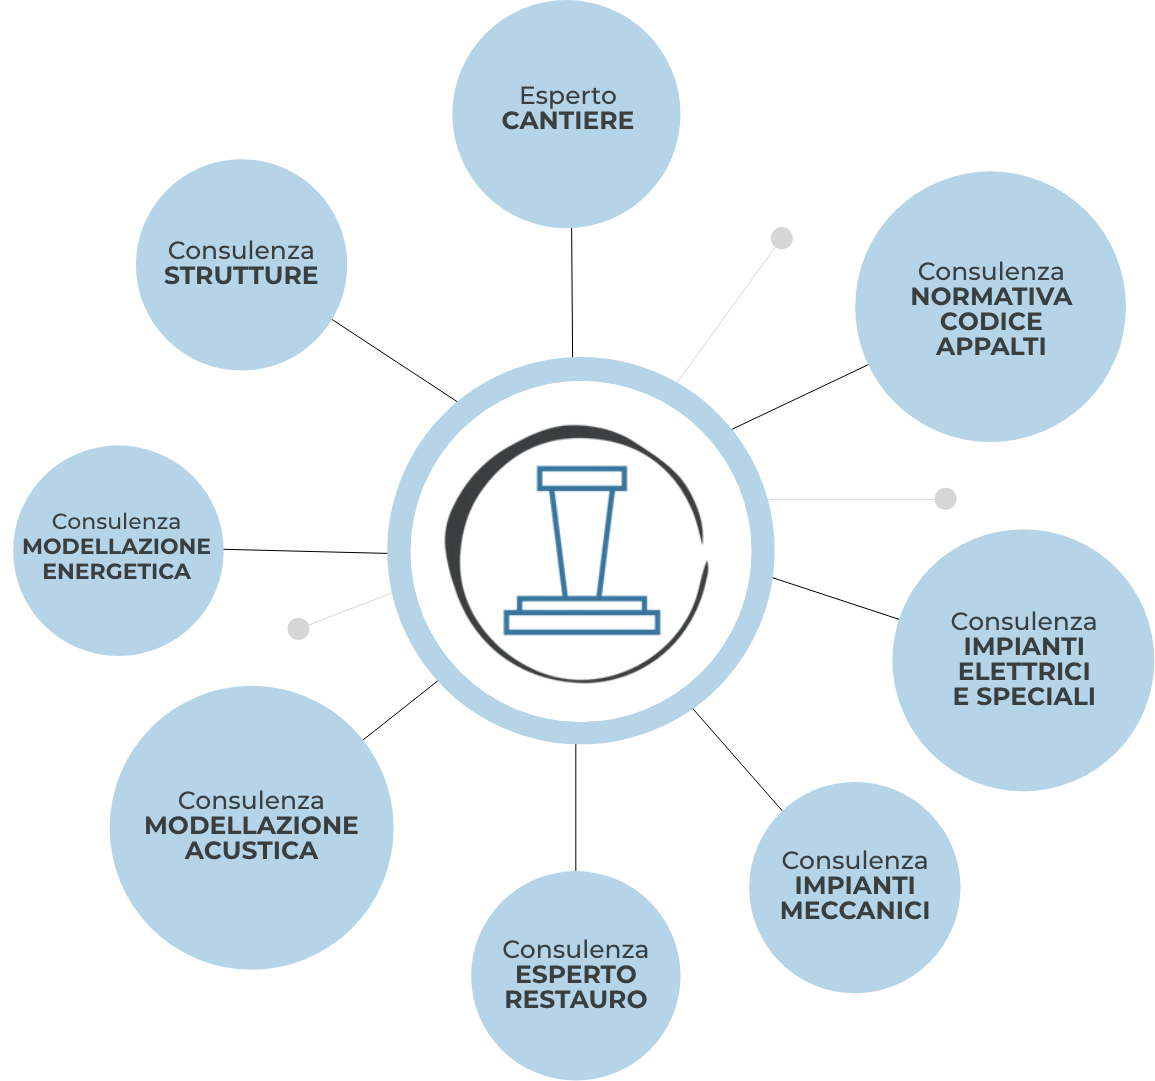 Esperto
CANTIERE
Consulenza
STRUTTURE
Consulenza
NORMATIVA
CODICE
APPALTI
Consulenza
MODELLAZIONE
ENERGETICA
Consulenza
IMPIANTI
ELETTRICI
E SPECIALI
Consulenza
MODELLAZIONE
ACUSTICA
Consulenza
IMPIANTI
MECCANICI
Consulenza
ESPERTO
RESTAURO